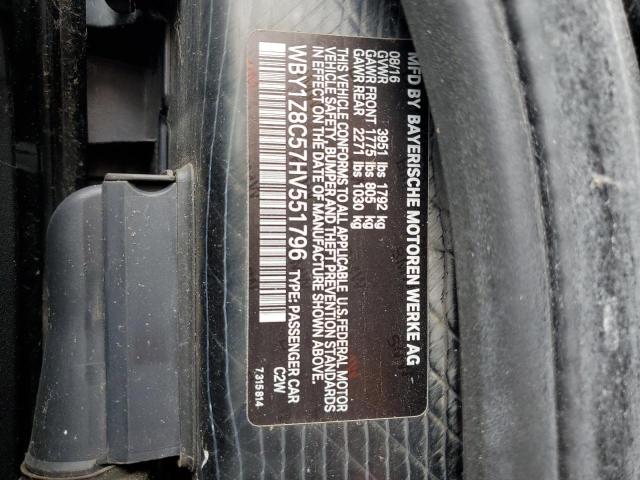 MFD BY BAYERISCHE MOTOREN WERKE AG
08/16
GVWR 3951 lbs 1792 kg
GAWR FRONT 1775 lbs 805 kg
GAWR REAR 2271 lbs 1030 kg
THIS VEHICLE CONFORMS TO ALL APPLICABLE U.S. FEDERAL MOTOR
VEHICLE SAFETY, BUMPER AND THEFT PREVENTION STANDARDS
IN EFFECT ON THE DATE OF MANUFACTURE SHOWN ABOVE.
WBY1Z8C57HV551796 TYPE: PASSENGER CAR
C2W
7.315814